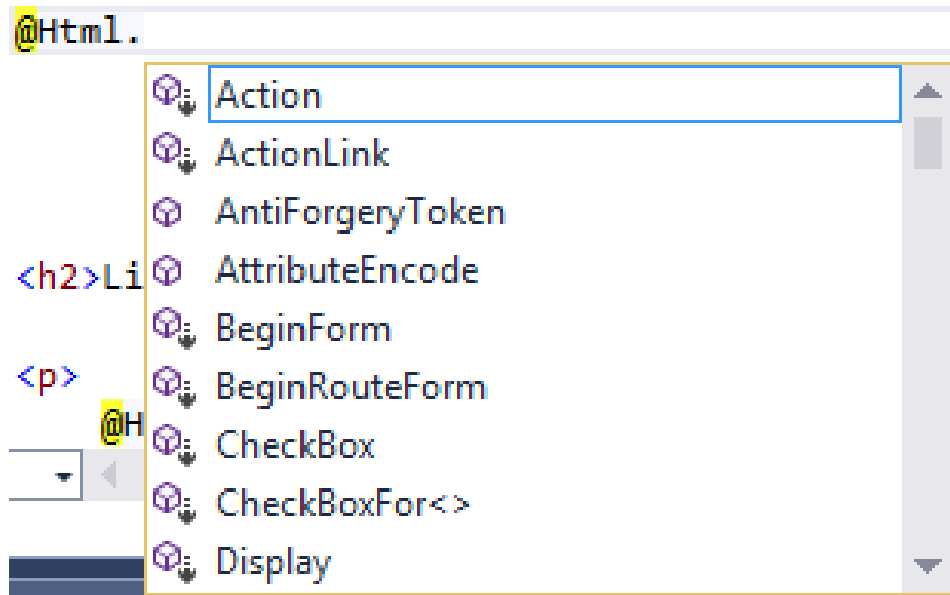 @Html.
Action
ActionLink
AntiForgeryToken
AttributeEncode
<h2>Li
BeginForm
<p>
BeginRouteForm
@H
CheckBox
CheckBoxFor<>
Display